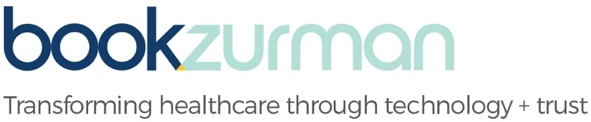 bookzurman
Transforming healthcare through technology + trust